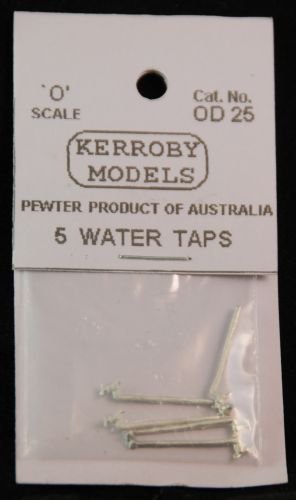 'O'
SCALE
Cat. No.
OD 25
KERROBY
MODELS
PEWTER PRODUCT OF AUSTRALIA
5 WATER TAPS